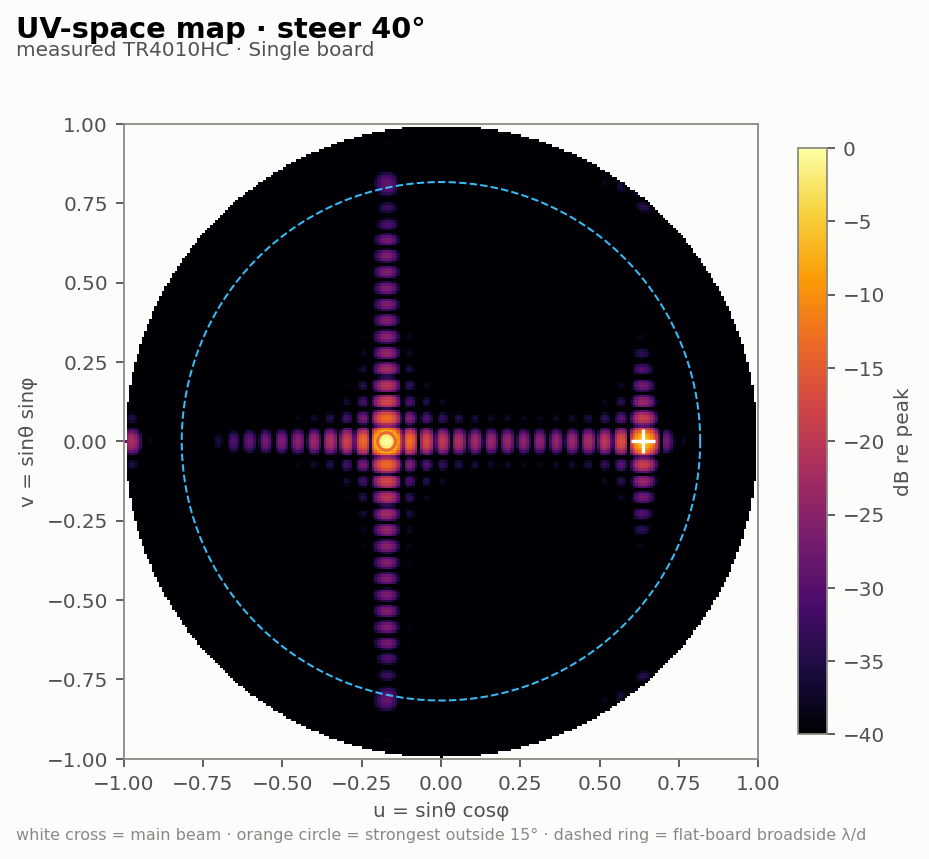 UV-space map · steer 40°
measured TR4010HC · Single board
1.00
0.75
0.50
0.25
0.00
−0.25
−0.50
−0.75
−1.00
v = sinθ sinφ
−1.00 −0.75 −0.50 −0.25 0.00 0.25 0.50 0.75 1.00
u = sinθ cosφ
0
−5
−10
−15
−20
−25
−30
−35
−40
dB re peak
white cross = main beam · orange circle = strongest outside 15° · dashed ring = flat-board broadside λ/d